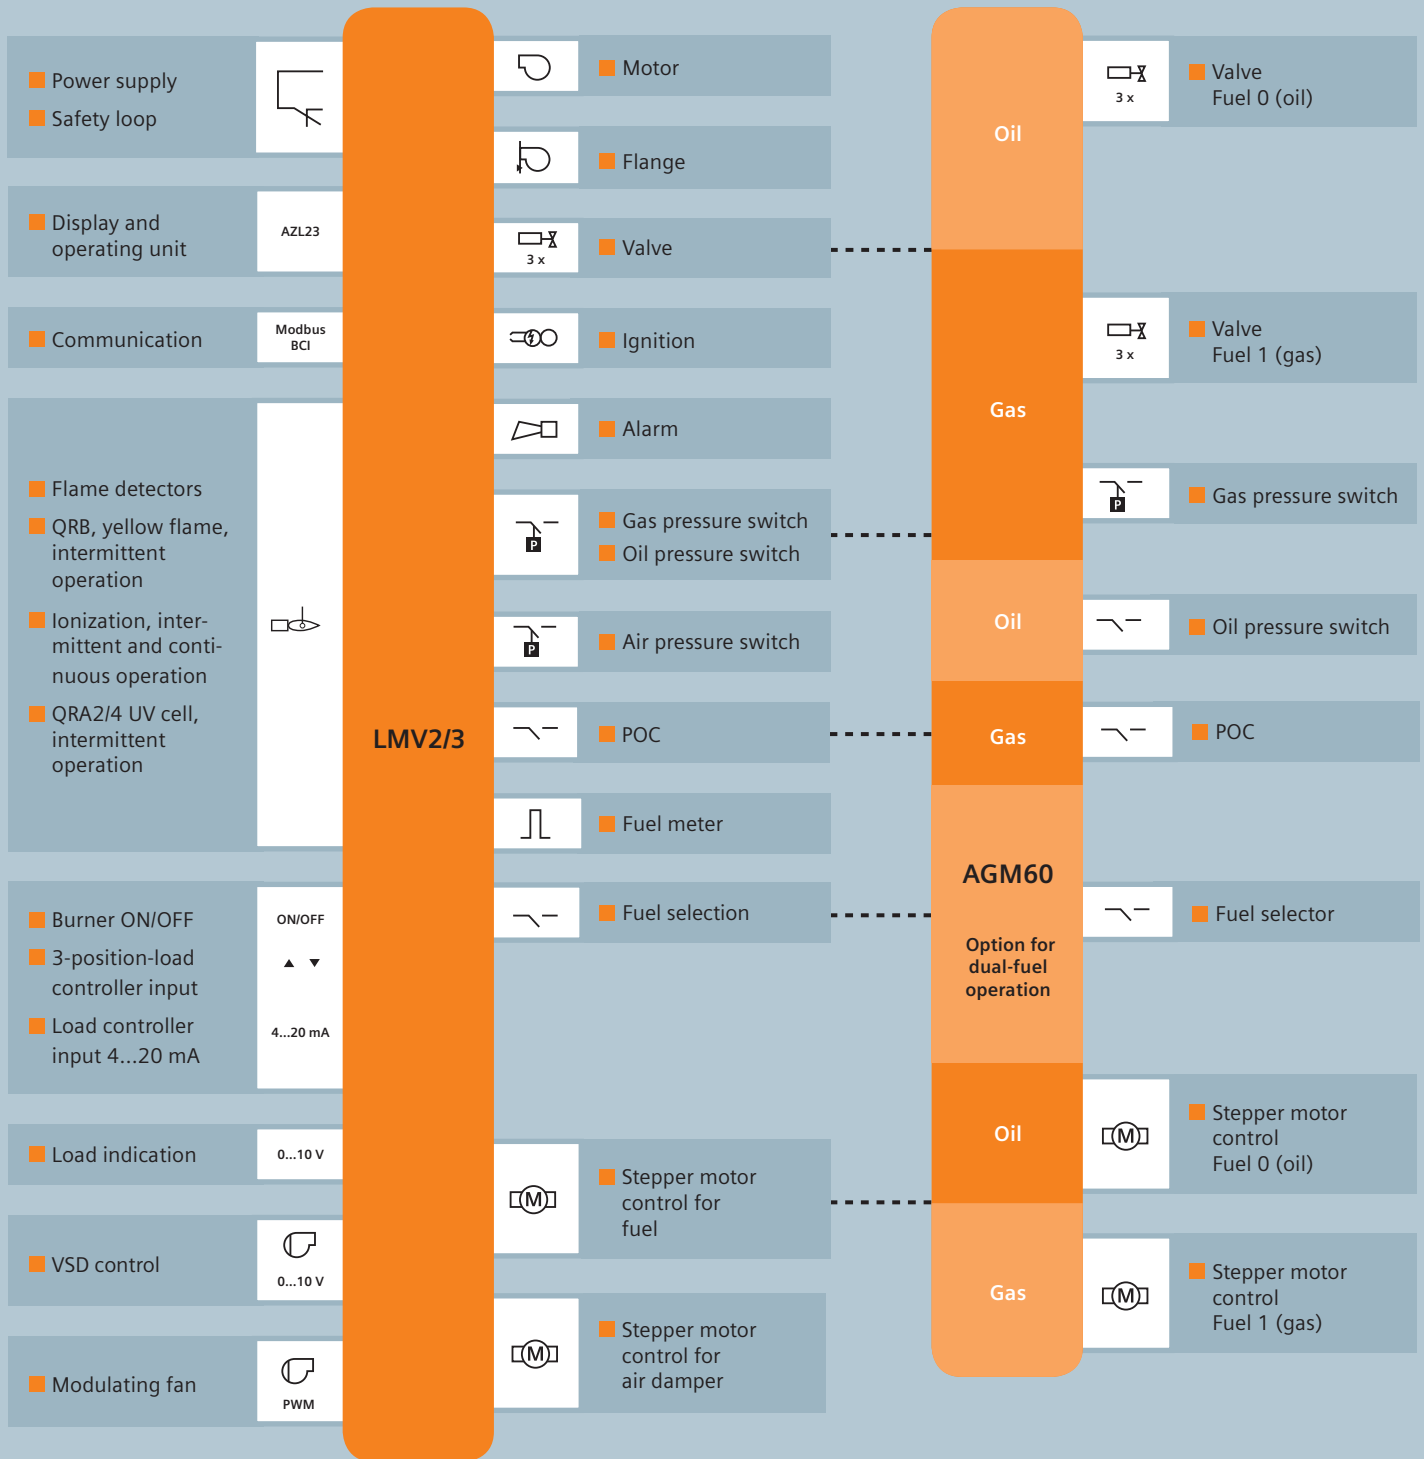 Power supply
Safety loop
Display and
operating unit
AZL23
Communication
Modbus
BCI
Flame detectors
QRB, yellow flame,
intermittent
operation
Ionization, inter-
mittent and conti-
nuous operation
QRA2/4 UV cell,
intermittent
operation
Burner ON/OFF
3-position-load
controller input
Load controller
input 4...20 mA
ON/OFF
▲ ▼
4...20 mA
Load indication
0...10 V
VSD control
0...10 V
Modulating fan
PWM
LMV2/3
Motor
Flange
3 x
Valve
Ignition
Alarm
P
Gas pressure switch
Oil pressure switch
P
Air pressure switch
POC
Fuel meter
Fuel selection
M
Stepper motor
control for
fuel
M
Stepper motor
control for
air damper
Oil
Gas
Oil
Gas
AGM60
Option for
dual-fuel
operation
Oil
Gas
3 x
Valve
Fuel 0 (oil)
3 x
Valve
Fuel 1 (gas)
P
Gas pressure switch
Oil pressure switch
POC
Fuel selector
M
Stepper motor
control
Fuel 0 (oil)
M
Stepper motor
control
Fuel 1 (gas)